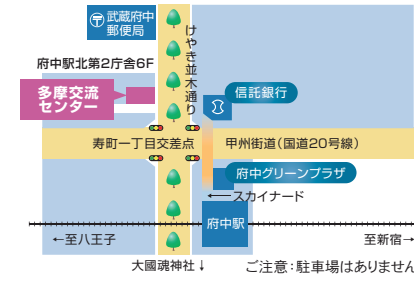 武蔵府中
郵便局
けやき並木通り
府中駅北第2庁舎6F
多摩交流
センター
信託銀行
寿町一丁目交差点
甲州街道(国道20号線)
府中グリーンプラザ
←スカイナード
府中駅
←至八王子
至新宿→
大國魂神社↓
ご注意:駐車場はありません